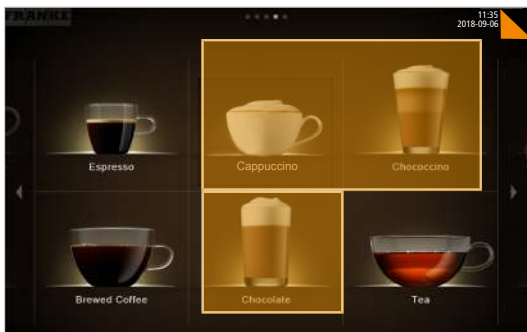 FRANKE
11:35
2018-09-06
Espresso
Cappuccino
Chococcino
Brewed Coffee
Chocolate
Tea